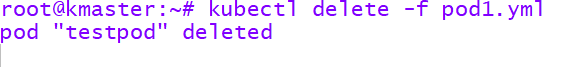 root@kmaster:~# kubectl delete -f pod1.yml
pod "testpod" deleted